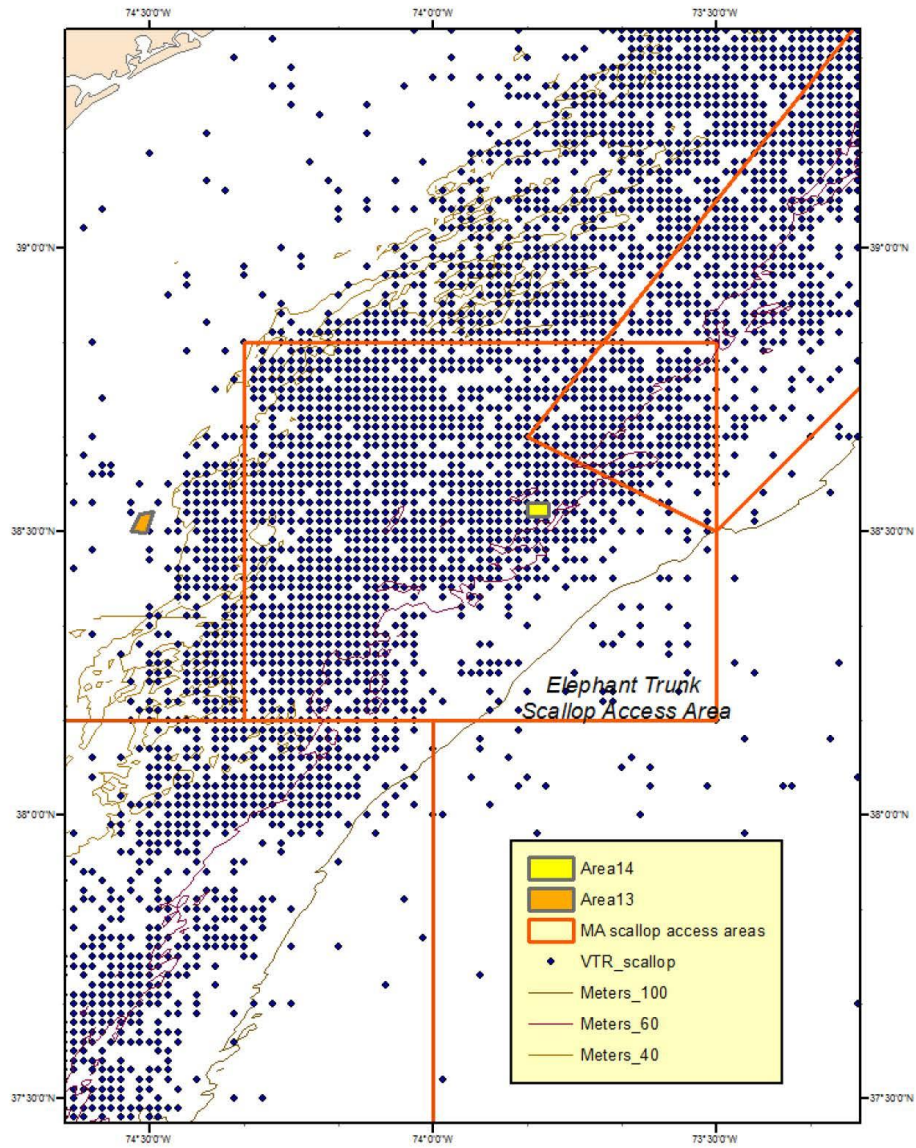 74°30'0"W 74°0'0"W 73°30'0"W
39°0'0"N 39°0'0"N
38°30'0"N 38°30'0"N
Elephant Trunk
Scallop Access Area
38°0'0"N 38°0'0"N
Area14
Area13
MA scallop access areas
VTR_scallop
Meters_100
Meters_60
Meters_40
37°30'0"N 37°30'0"N
74°30'0"W 74°0'0"W 73°30'0"W